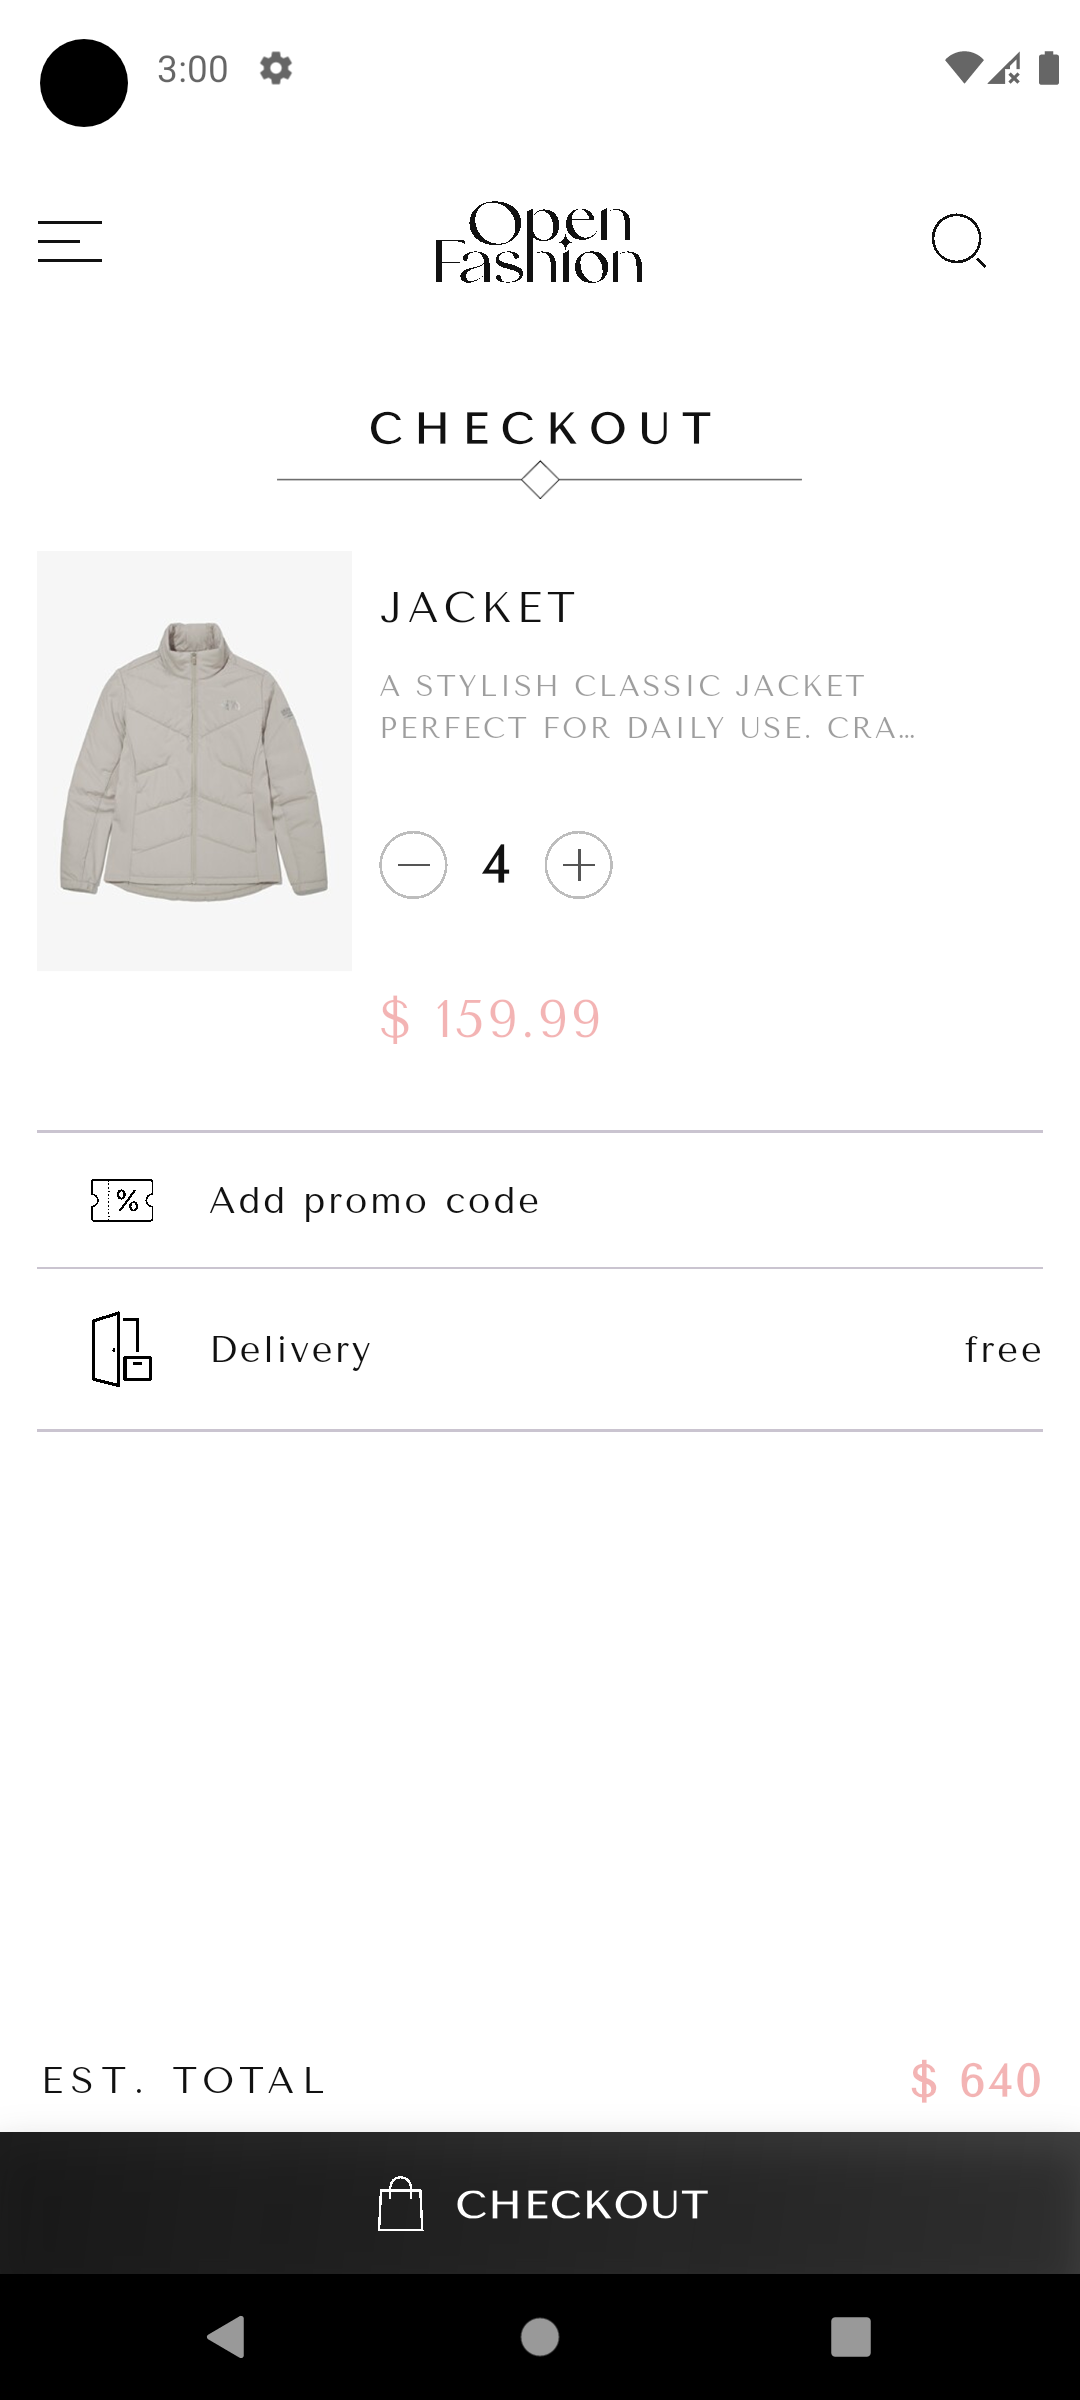 3:00
Open
Fashion
CHECKOUT
JACKET
A STYLISH CLASSIC JACKET
PERFECT FOR DAILY USE. CRA…
4
$ 159.99
%
Add promo code
Delivery
free
EST. TOTAL
$ 640
CHECKOUT